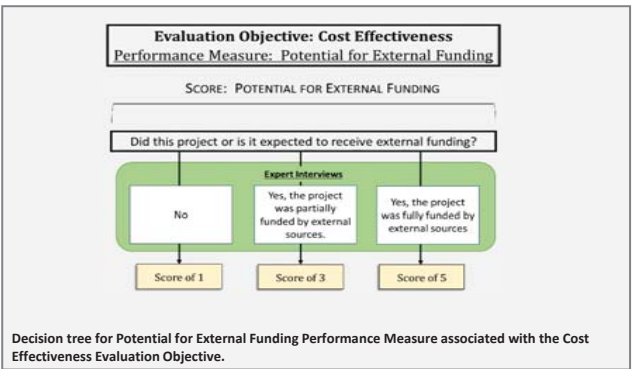 Evaluation Objective: Cost Effectiveness
Performance Measure: Potential for External Funding
SCORE: POTENTIAL FOR EXTERNAL FUNDING
Did this project or is it expected to receive external funding?
Expert Interviews
No
Yes, the project
was partially
funded by external
sources.
Yes, the project
was fully funded by
external sources
Score of 1
Score of 3
Score of 5
Decision tree for Potential for External Funding Performance Measure associated with the Cost
Effectiveness Evaluation Objective.